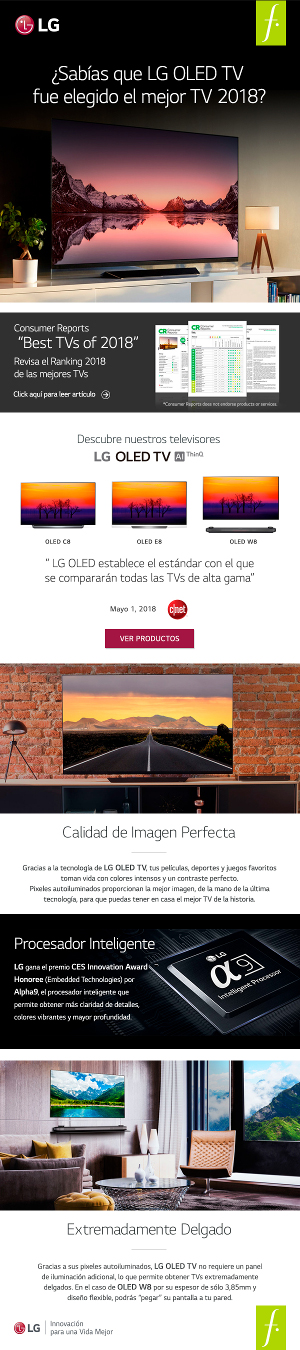 LG
f.
¿Sabías que LG OLED TV
fue elegido el mejor TV 2018?
Consumer Reports
“Best TVs of 2018”
Revisa el Ranking 2018
de las mejores TVs
Click aquí para leer artículo
CR Consumer Reports
*Consumer Reports does not endorse products or services.
Descubre nuestros televisores
LG OLED TV AI ThinQ
OLED C8
OLED E8
OLED W8
“ LG OLED establece el estándar con el que
se compararán todas las TVs de alta gama”
Mayo 1, 2018
c|net
VER PRODUCTOS
Calidad de Imagen Perfecta
Gracias a la tecnología de LG OLED TV, tus películas, deportes y juegos favoritos
toman vida con colores intensos y un contraste perfecto.
Pixeles autoiluminados proporcionan la mejor imagen, de la mano de la última
tecnología, para que puedas tener en casa el mejor TV de la historia.
Procesador Inteligente
LG gana el premio CES Innovation Award
Honoree (Embedded Technologies) por
Alpha9, el procesador inteligente que
permite obtener más claridad de detalles,
colores vibrantes y mayor profundidad.
LG
α9
Intelligent Processor
Extremadamente Delgado
Gracias a sus pixeles autoiluminados, LG OLED TV no requiere un panel
de iluminación adicional, lo que permite obtener TVs extremadamente
delgados. En el caso de OLED W8 por su espesor de sólo 3,85mm y
diseño flexible, podrás “pegar” su pantalla a tu pared.
LG
Innovación
para una Vida Mejor
f.